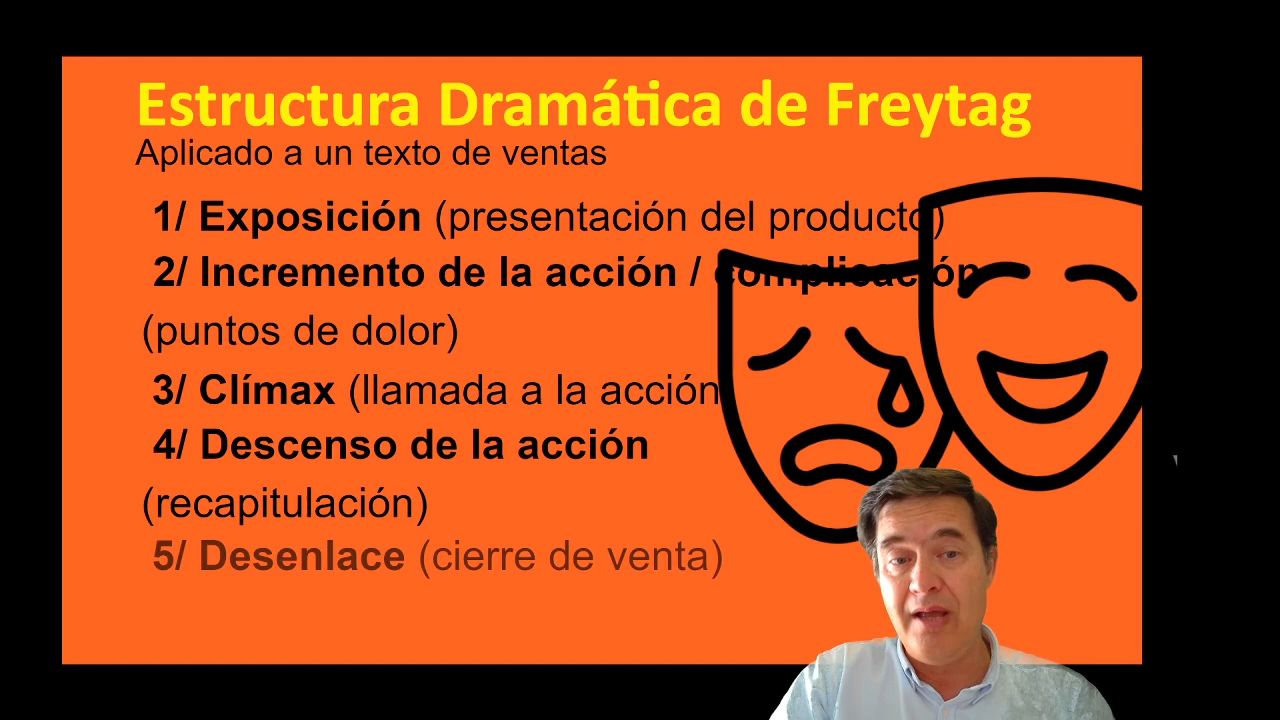 Estructura Dramática de Freytag
Aplicado a un texto de ventas
1/ Exposición (presentación del producto)
2/ Incremento de la acción / complicación
(puntos de dolor)
3/ Clímax (llamada a la acción
4/ Descenso de la acción
(recapitulación)
5/ Desenlace (cierre de venta)